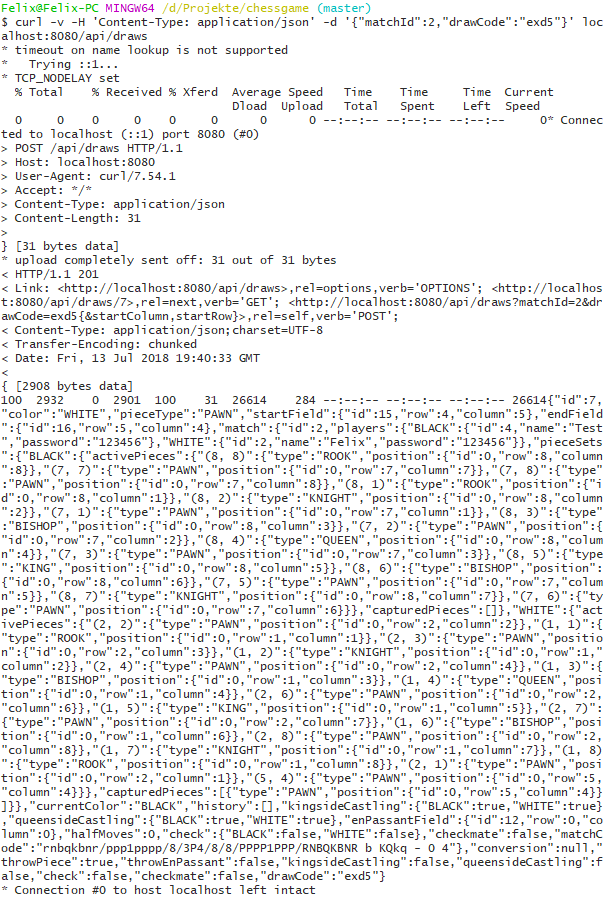 Felix@Felix-PC MINGW64 /d/Projekte/chessgame (master)
$ curl -v -H 'Content-Type: application/json' -d '{"matchId":2,"drawCode":"exd5"}' loc
alhost:8080/api/draws
* timeout on name lookup is not supported
*   Trying ::1...
* TCP_NODELAY set
  % Total    % Received % Xferd  Average Speed   Time    Time     Time  Current
                                 Dload  Upload   Total   Spent    Left  Speed
  0     0    0     0    0     0      0      0 --:--:-- --:--:-- --:--:--     0* Connec
ted to localhost (::1) port 8080 (#0)
> POST /api/draws HTTP/1.1
> Host: localhost:8080
> User-Agent: curl/7.54.1
> Accept: */*
> Content-Type: application/json
> Content-Length: 31
>
} [31 bytes data]
* upload completely sent off: 31 out of 31 bytes
< HTTP/1.1 201
< Link: <http://localhost:8080/api/draws>,rel=options,verb='OPTIONS'; <http://localhos
t:8080/api/draws/7>,rel=next,verb='GET'; <http://localhost:8080/api/draws?matchId=2&dr
awCode=exd5{&startColumn,startRow}>,rel=self,verb='POST';
< Content-Type: application/json;charset=UTF-8
< Transfer-Encoding: chunked
< Date: Fri, 13 Jul 2018 19:40:33 GMT
<
{ [2908 bytes data]
100  2932    0  2901  100    31  26614    284 --:--:-- --:--:-- --:--:-- 26614{"id":7,
"color":"WHITE","pieceType":"PAWN","startField":{"id":15,"row":4,"column":5},"endField
":{"id":16,"row":5,"column":4},"match":{"id":2,"players":{"BLACK":{"id":4,"name":"Test
","password":"123456"},"WHITE":{"id":2,"name":"Felix","password":"123456"}},"pieceSets
":{"BLACK":{"activePieces":{"(8, 8)":{"type":"ROOK","position":{"id":0,"row":8,"column
":8}},"(7, 7)":{"type":"PAWN","position":{"id":0,"row":7,"column":7}},"(7, 8)":{"type"
:"PAWN","position":{"id":0,"row":7,"column":8}},"(8, 1)":{"type":"ROOK","position":{"i
d":0,"row":8,"column":1}},"(8, 2)":{"type":"KNIGHT","position":{"id":0,"row":8,"column
":2}},"(7, 1)":{"type":"PAWN","position":{"id":0,"row":7,"column":1}},"(8, 3)":{"type"
:"BISHOP","position":{"id":0,"row":8,"column":3}},"(7, 2)":{"type":"PAWN","position":{
"id":0,"row":7,"column":2}},"(8, 4)":{"type":"QUEEN","position":{"id":0,"row":8,"colum
n":4}},"(7, 3)":{"type":"PAWN","position":{"id":0,"row":7,"column":3}},"(8, 5)":{"type
":"KING","position":{"id":0,"row":8,"column":5}},"(8, 6)":{"type":"BISHOP","position":
{"id":0,"row":8,"column":6}},"(7, 5)":{"type":"PAWN","position":{"id":0,"row":7,"colum
n":5}},"(8, 7)":{"type":"KNIGHT","position":{"id":0,"row":8,"column":7}},"(7, 6)":{"ty
pe":"PAWN","position":{"id":0,"row":7,"column":6}}},"capturedPieces":[]},"WHITE":{"act
ivePieces":{"(2, 2)":{"type":"PAWN","position":{"id":0,"row":2,"column":2}},"(1, 1)":{
"type":"ROOK","position":{"id":0,"row":1,"column":1}},"(2, 3)":{"type":"PAWN","positio
n":{"id":0,"row":2,"column":3}},"(1, 2)":{"type":"KNIGHT","position":{"id":0,"row":1,"
column":2}},"(2, 4)":{"type":"PAWN","position":{"id":0,"row":2,"column":4}},"(1, 3)":{
"type":"BISHOP","position":{"id":0,"row":1,"column":3}},"(1, 4)":{"type":"QUEEN","posi
tion":{"id":0,"row":1,"column":4}},"(2, 6)":{"type":"PAWN","position":{"id":0,"row":2,
"column":6}},"(1, 5)":{"type":"KING","position":{"id":0,"row":1,"column":5}},"(2, 7)":
{"type":"PAWN","position":{"id":0,"row":2,"column":7}},"(1, 6)":{"type":"BISHOP","posi
tion":{"id":0,"row":1,"column":6}},"(2, 8)":{"type":"PAWN","position":{"id":0,"row":2,
"column":8}},"(1, 7)":{"type":"KNIGHT","position":{"id":0,"row":1,"column":7}},"(1, 8)
":{"type":"ROOK","position":{"id":0,"row":1,"column":8}},"(2, 1)":{"type":"PAWN","posi
tion":{"id":0,"row":2,"column":1}},"(5, 4)":{"type":"PAWN","position":{"id":0,"row":5,
"column":4}}},"capturedPieces":[{"type":"PAWN","position":{"id":0,"row":5,"column":4}}
]}},"currentColor":"BLACK","history":[],"kingsideCastling":{"BLACK":true,"WHITE":true}
,"queensideCastling":{"BLACK":true,"WHITE":true},"enPassantField":{"id":12,"row":0,"co
lumn":0},"halfMoves":0,"check":{"BLACK":false,"WHITE":false},"checkmate":false,"matchC
ode":"rnbqkbnr/ppp1pppp/8/3P4/8/8/PPPP1PPP/RNBQKBNR b KQkq - 0 4"},"conversion":null,"
throwPiece":true,"throwEnPassant":false,"kingsideCastling":false,"queensideCastling":f
alse,"check":false,"checkmate":false,"drawCode":"exd5"}
* Connection #0 to host localhost left intact